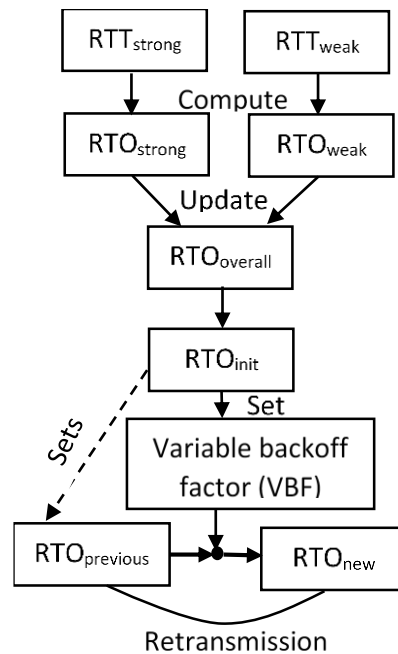 RTTstrong RTTweak
Compute
RTOstrong RTOweak
Update
RTOoverall
RTOinit
Set
Sets
Variable backoff
factor (VBF)
RTOprevious RTOnew
Retransmission